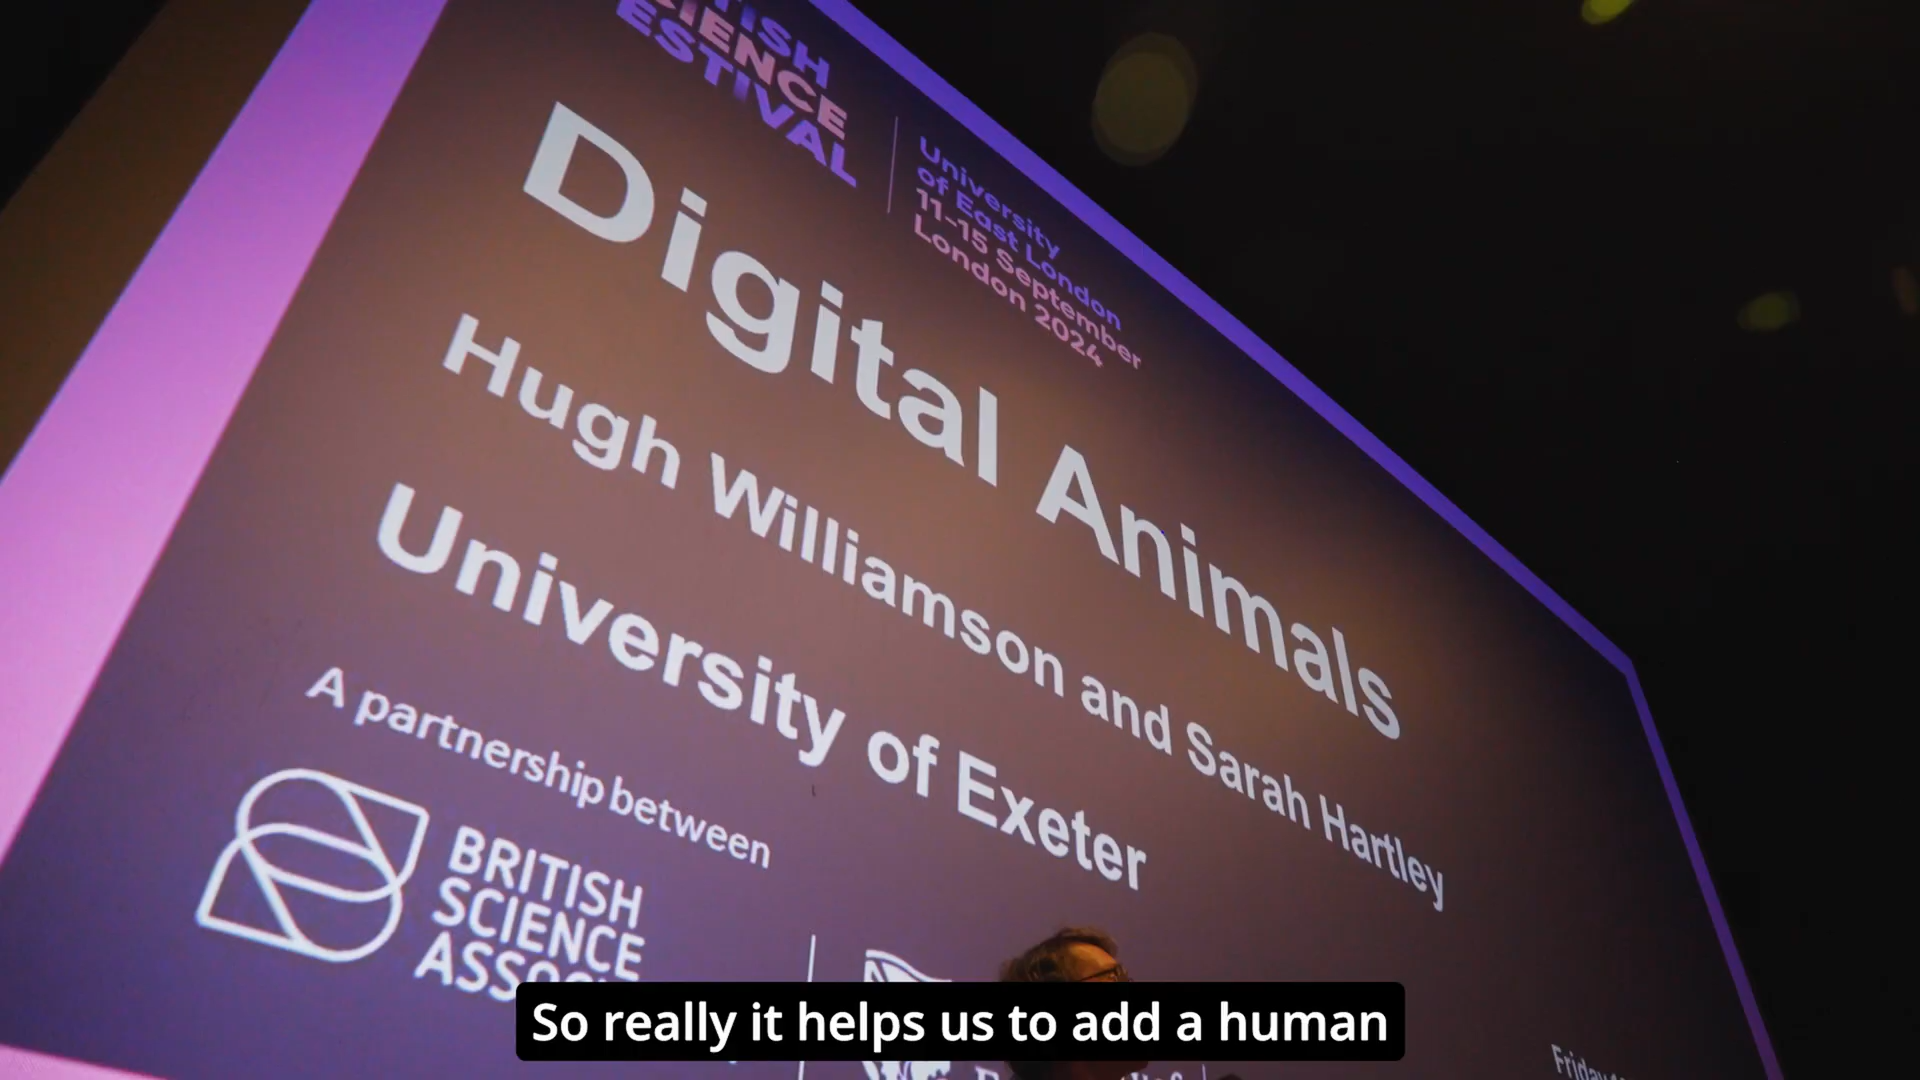 SCIENCE
University
of East London
11-15 September
London 2024
Digital Animals
Hugh Williamson and Sarah Hartley
University of Exeter
A partnership between
BRITISH
SCIENCE
So really it helps us to add a human